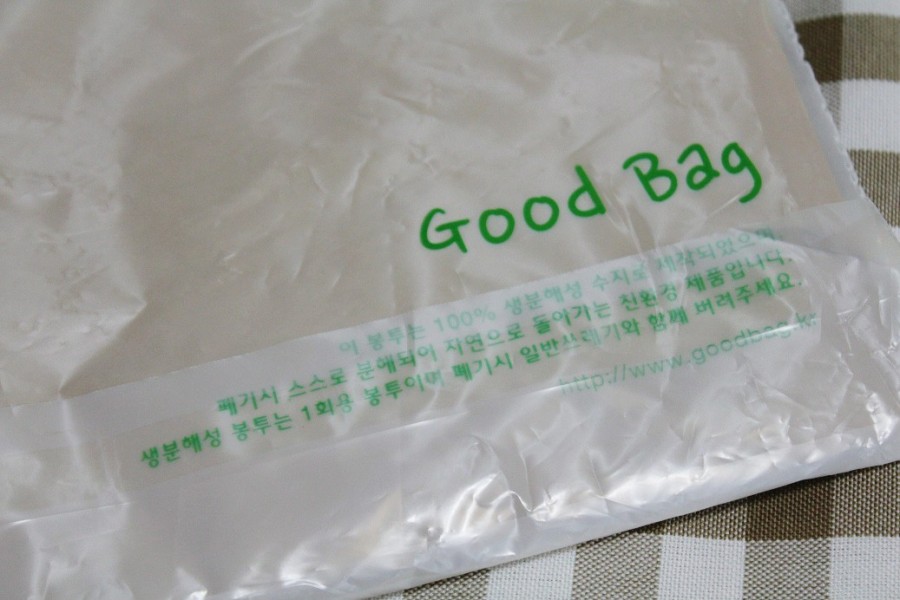 Good Bag
이 봉투는 100% 생분해성 수지로 제작되었으며,
폐기시 스스로 분해되어 자연으로 돌아가는 친환경 제품입니다.
생분해성 봉투는 1회용 봉투이며 폐기시 일반쓰레기와 함께 버려주세요.
http://www.goodbag.kr